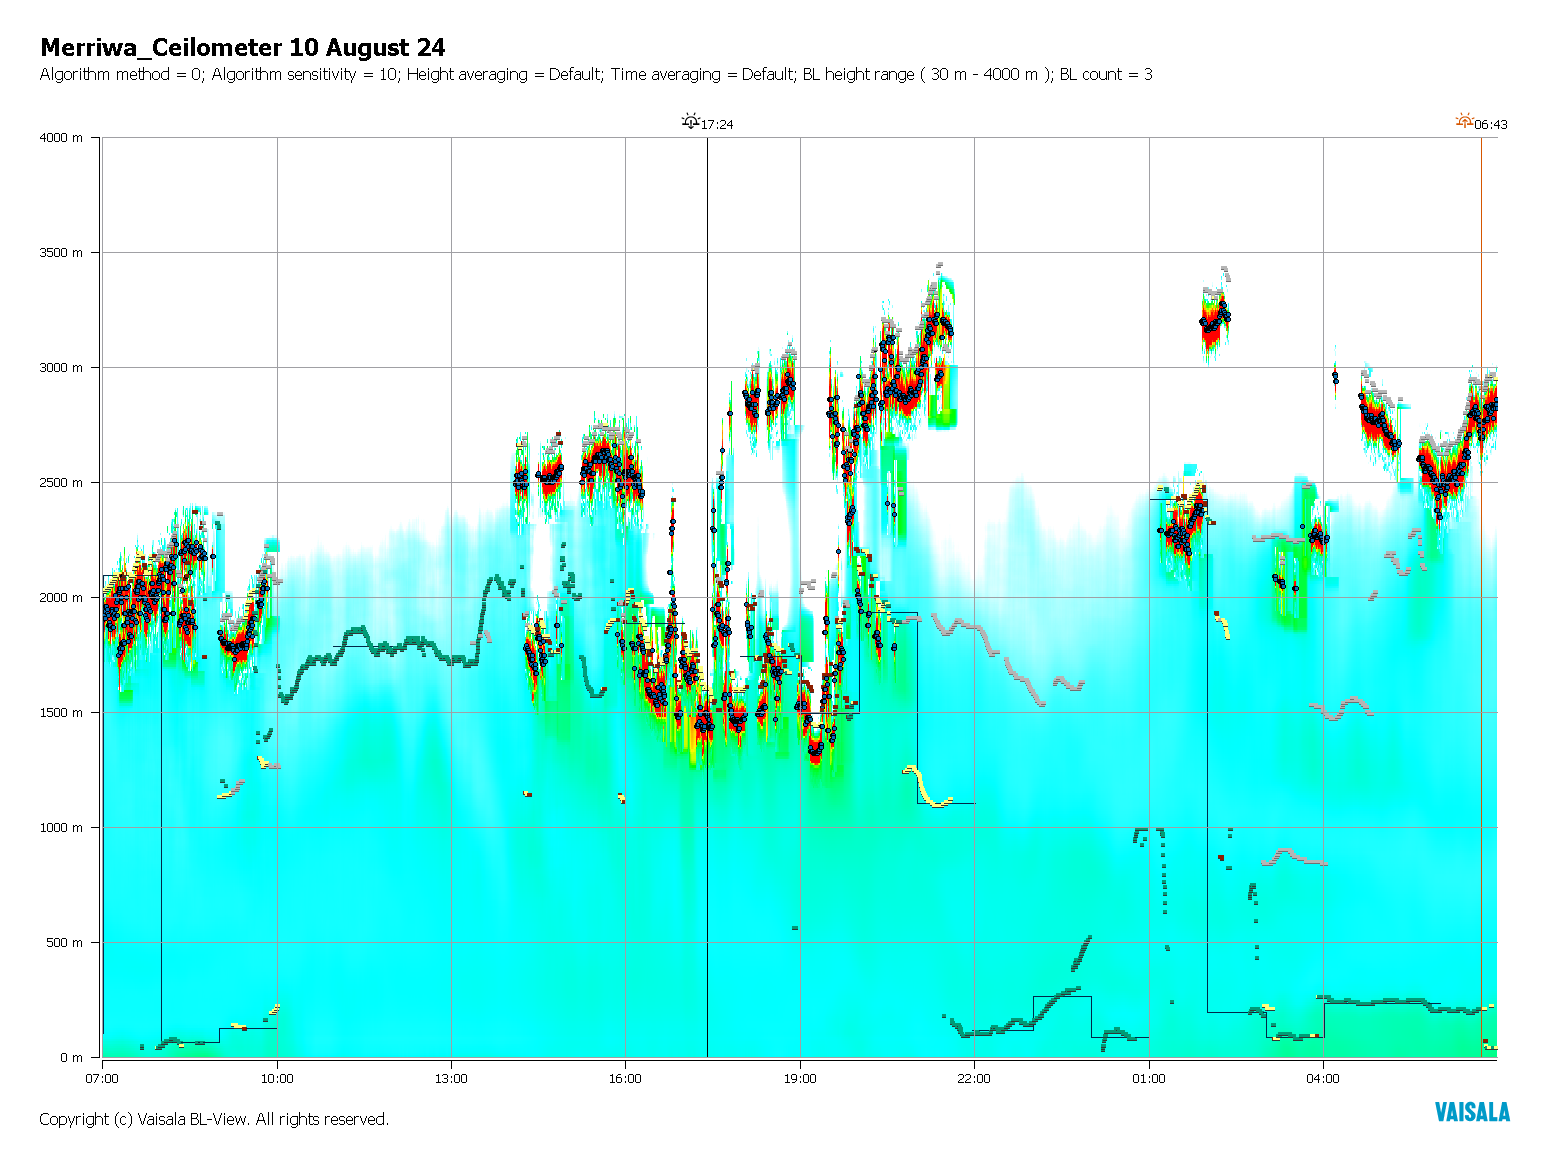 Merriwa_Ceilometer 10 August 24
Algorithm method = 0; Algorithm sensitivity = 10; Height averaging = Default; Time averaging = Default; BL height range ( 30 m - 4000 m ); BL count = 3
17:24
06:43
4000 m
3500 m
3000 m
2500 m
2000 m
1500 m
1000 m
500 m
0 m
07:00 10:00 13:00 16:00 19:00 22:00 01:00 04:00
Copyright (c) Vaisala BL-View. All rights reserved.
VAISALA